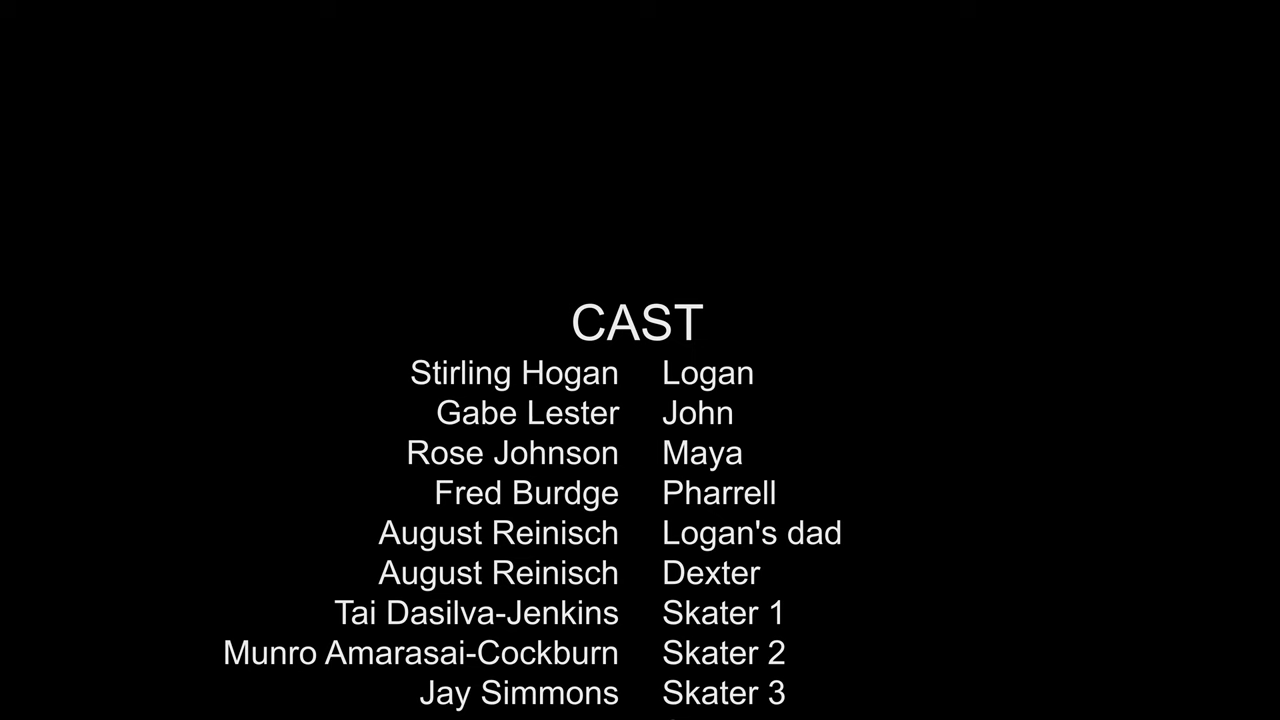 CAST
Stirling Hogan Logan
Gabe Lester John
Rose Johnson Maya
Fred Burdge Pharrell
August Reinisch Logan's dad
August Reinisch Dexter
Tai Dasilva-Jenkins Skater 1
Munro Amarasai-Cockburn Skater 2
Jay Simmons Skater 3